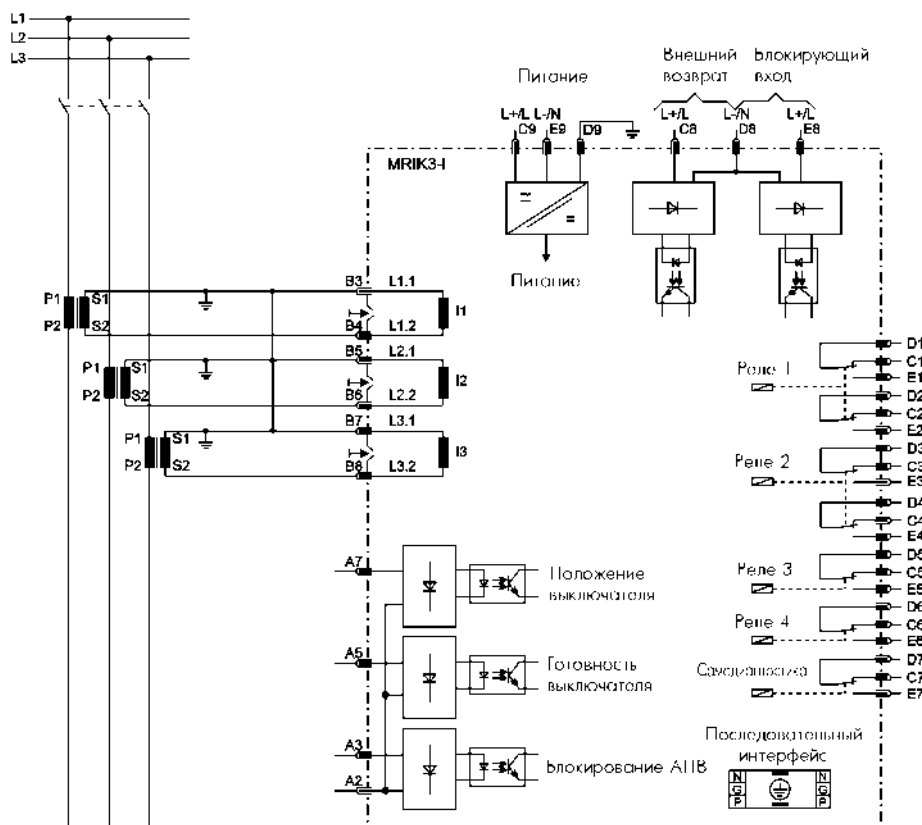 L1
L2
L3
Питание
Внешний возврат
Блокирующий вход
L+/L L-/N
C9 E9 D9
L+/L L-/N L+/L
C8 D8 E8
MRIK3-I
Питание
P1 S1
P2 S2
B3 L1.1
B4 L1.2
I1
P1 S1
P2 S2
B5 L2.1
B6 L2.2
I2
P1 S1
P2 S2
B7 L3.1
B8 L3.2
I3
Реле 1
D1
C1
E1
D2
C2
E2
Реле 2
D3
C3
E3
D4
C4
E4
Реле 3
D5
C5
E5
Реле 4
D6
C6
E6
Самодиагностика
D7
C7
E7
A7
Положение
выключателя
A5
Готовность
выключателя
A3
A2
Блокирование АПВ
Последовательный
интерфейс
N N
G G
P P